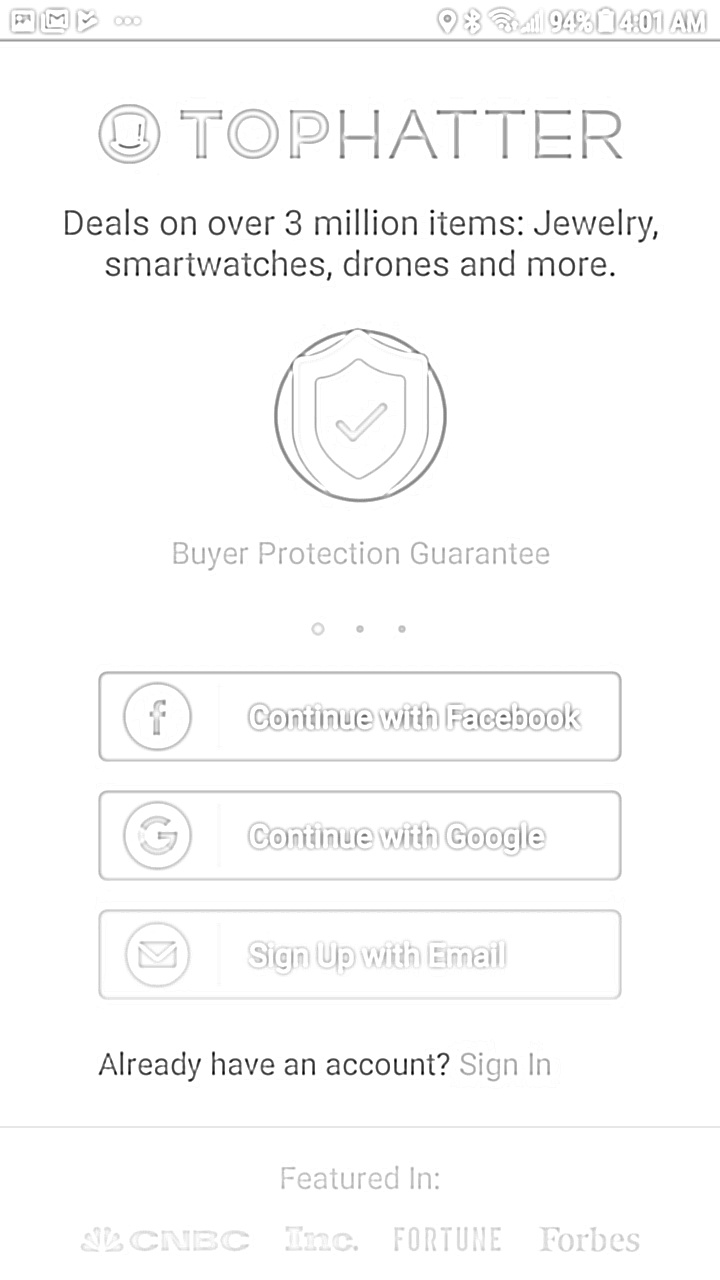 94% 4:01 AM
TOPHATTER
Deals on over 3 million items: Jewelry,
smartwatches, drones and more.
Buyer Protection Guarantee
f Continue with Facebook
G Continue with Google
Sign Up with Email
Already have an account? Sign In
Featured In:
CNBC Inc. FORTUNE Forbes